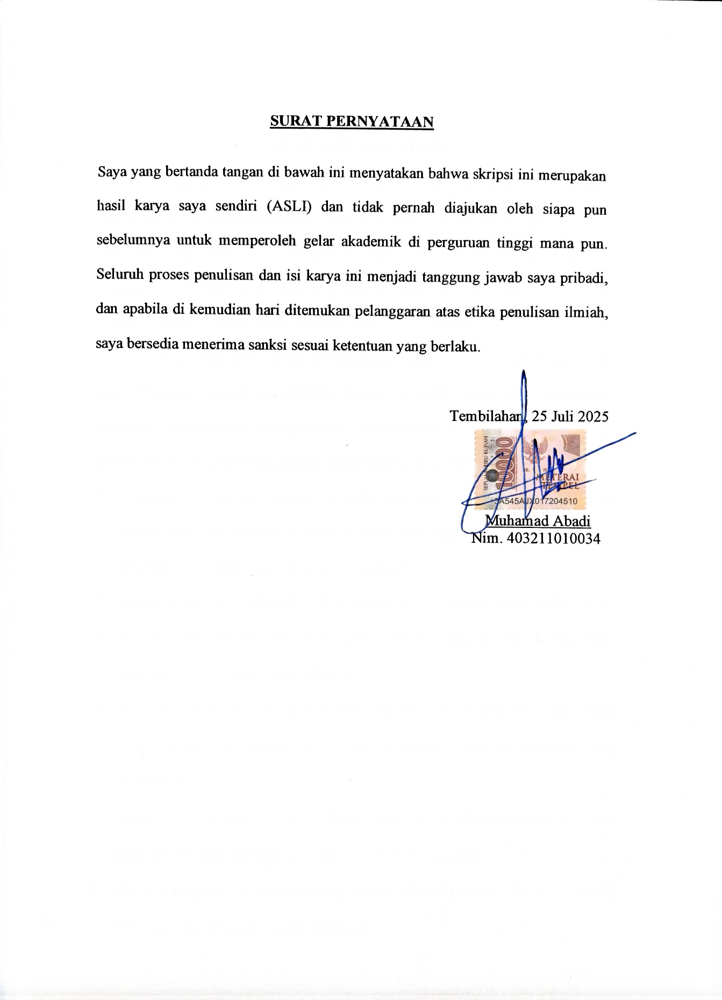 SURAT PERNYATAAN
Saya yang bertanda tangan di bawah ini menyatakan bahwa skripsi ini merupakan
hasil karya saya sendiri (ASLI) dan tidak pernah diajukan oleh siapa pun
sebelumnya untuk memperoleh gelar akademik di perguruan tinggi mana pun.
Seluruh proses penulisan dan isi karya ini menjadi tanggung jawab saya pribadi,
dan apabila di kemudian hari ditemukan pelanggaran atas etika penulisan ilmiah,
saya bersedia menerima sanksi sesuai ketentuan yang berlaku.
Tembilahan, 25 Juli 2025
SEPULUH RIBU RUPIAH
10000
METERAI
TEMPEL
5A545AJX017204510
Muhamad Abadi
Nim. 403211010034